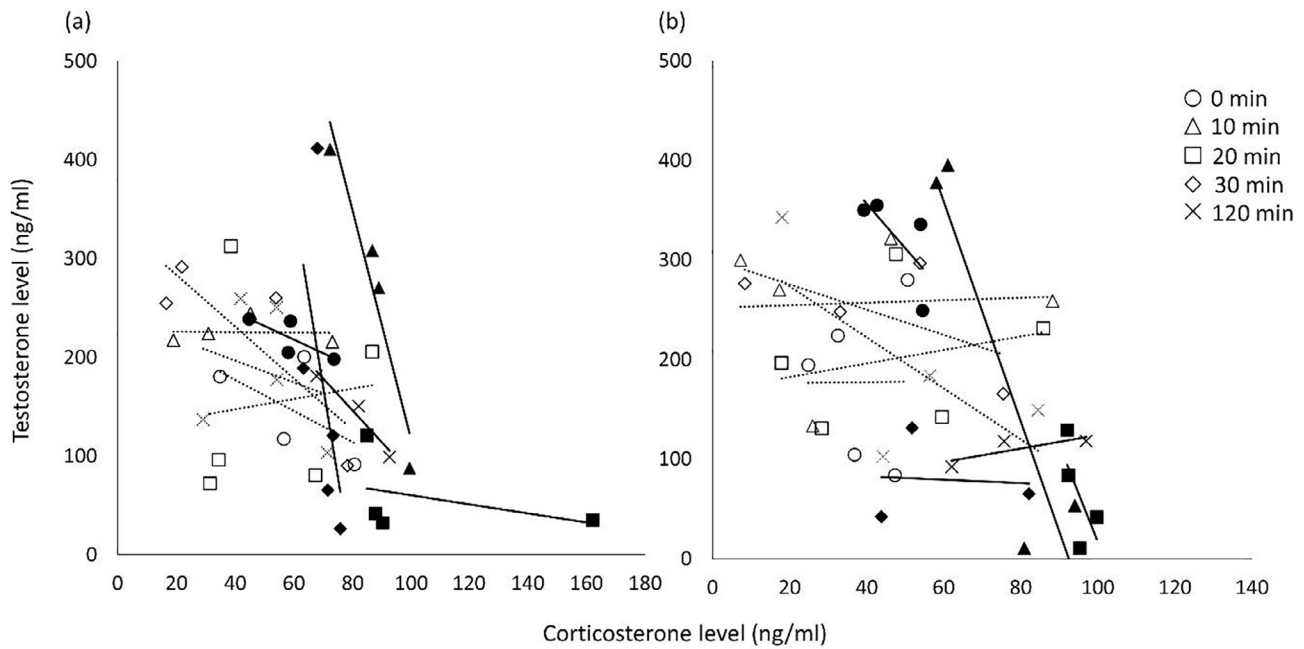 (a)
(b)
Testosterone level (ng/ml)
500
400
300
200
100
0
0 20 40 60 80 100 120 140 160 180
500
400
300
200
100
0
0 20 40 60 80 100 120 140
0 min
10 min
20 min
30 min
120 min
Corticosterone level (ng/ml)